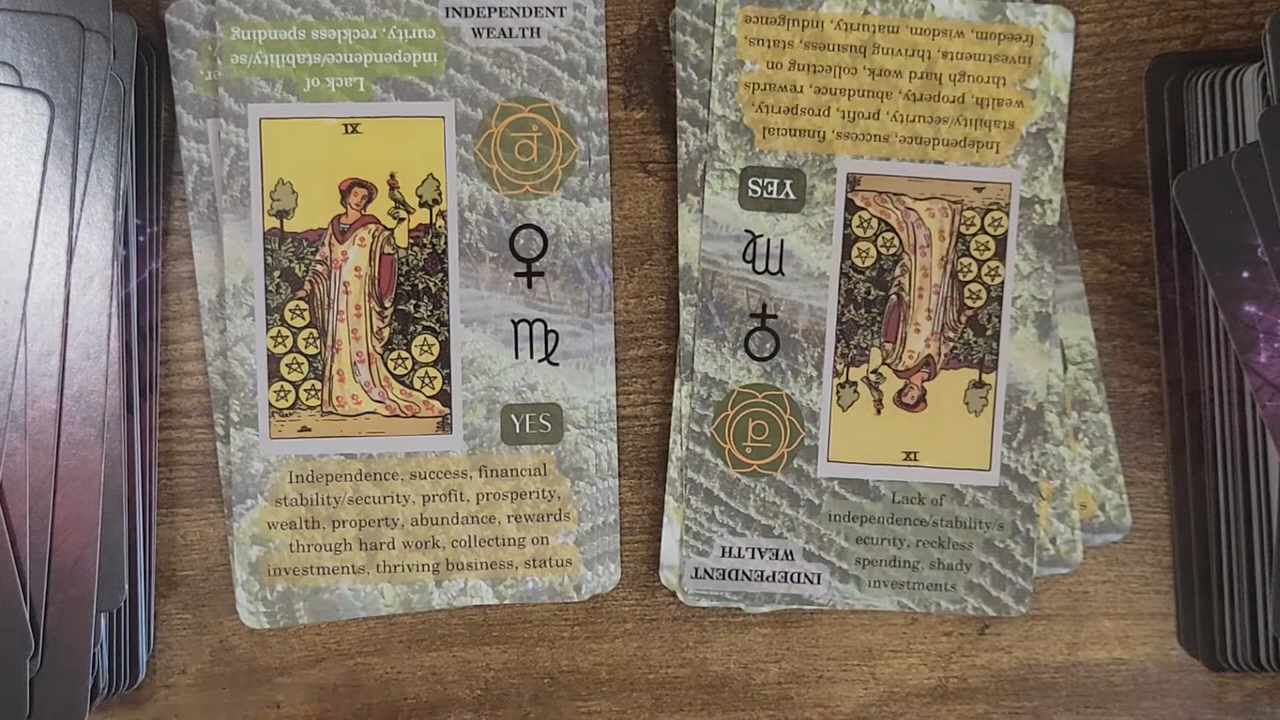 INDEPENDENT
WEALTH
Lack of
independence/stability/se
curity, reckless spending
IX
YES
Independence, success, financial
stability/security, profit, prosperity,
wealth, property, abundance, rewards
through hard work, collecting on
investments, thriving business, status
Independence, success, financial
stability/security, profit, prosperity,
wealth, property, abundance, rewards
through hard work, collecting on
investments, thriving business, status,
freedom, wisdom, maturity, indulgence
YES
IX
Lack of
independence/stability/s
ecurity, reckless
spending, shady
investments
INDEPENDENT
WEALTH